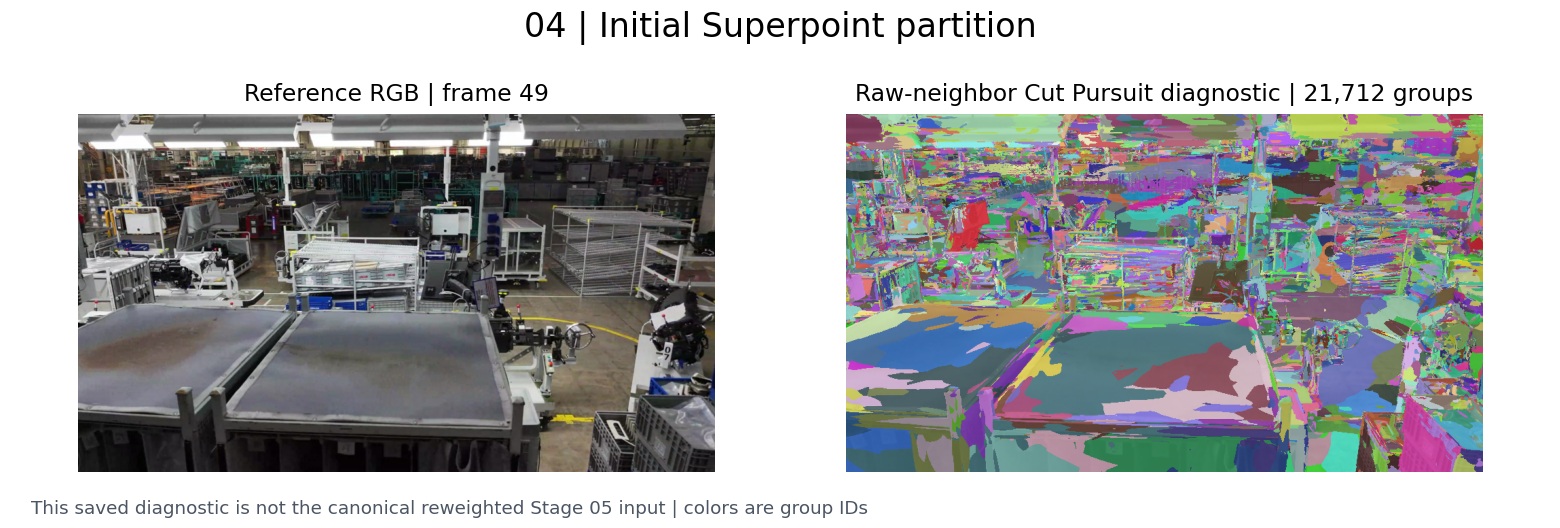 04 | Initial Superpoint partition
Reference RGB | frame 49
Raw-neighbor Cut Pursuit diagnostic | 21,712 groups
This saved diagnostic is not the canonical reweighted Stage 05 input | colors are group IDs